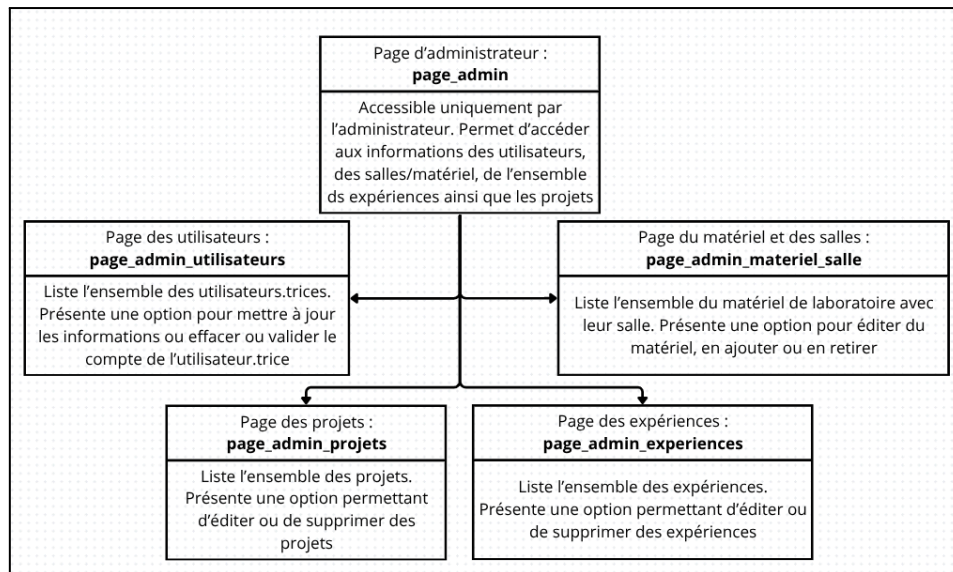 Page d'administrateur :
page_admin
Accessible uniquement par
l'administrateur. Permet d'accéder
aux informations des utilisateurs,
des salles/matériel, de l'ensemble
ds expériences ainsi que les projets
Page des utilisateurs :
page_admin_utilisateurs
Liste l'ensemble des utilisateurs.trices.
Présente une option pour mettre à jour
les informations ou effacer ou valider le
compte de l'utilisateur.trice
Page du matériel et des salles :
page_admin_materiel_salle
Liste l'ensemble du matériel de laboratoire avec
leur salle. Présente une option pour éditer du
matériel, en ajouter ou en retirer
Page des projets :
page_admin_projets
Liste l'ensemble des projets.
Présente une option permettant
d'éditer ou de supprimer des
projets
Page des expériences :
page_admin_experiences
Liste l'ensemble des expériences.
Présente une option permettant d'éditer ou
de supprimer des expériences